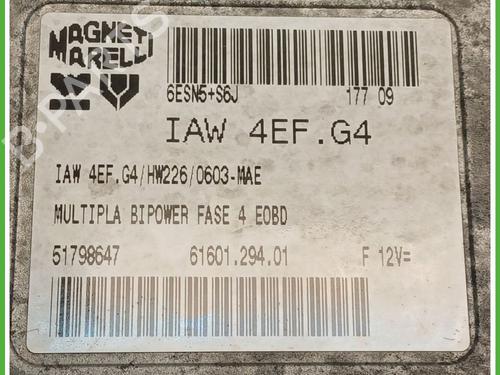 MAGNETI
MARELLI
6ESN5+S6J 177 09
IAW 4EF.G4
IAW 4EF.G4/HW226/0603-MAE
MULTIPLA BIPOWER FASE 4 EOBD
51798647 61601.294.01 F 12V=